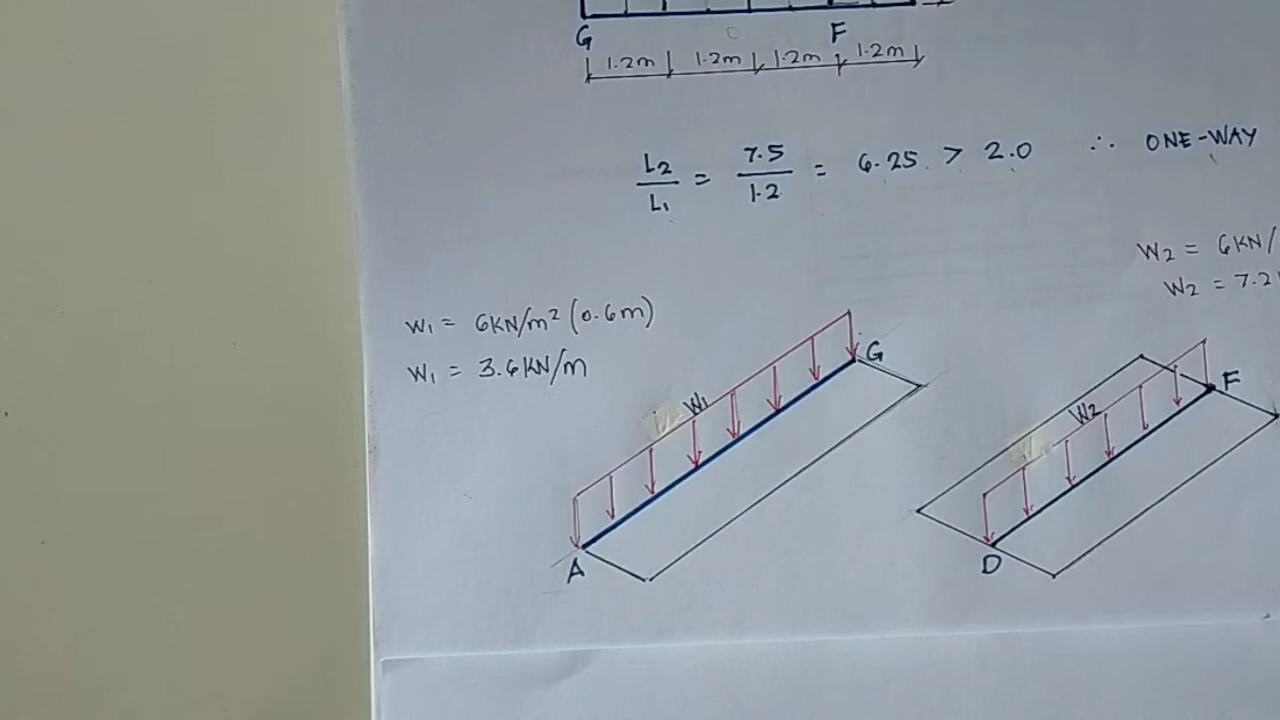 G F
1.2m 1.2m 1.2m 1.2m
L2/L1 = 7.5/1.2 = 6.25 > 2.0 ∴ ONE-WAY
W2 = 6KN/
W2 = 7.2
W1 = 6KN/m² (0.6m)
W1 = 3.6KN/m
G
W1
A
F
W2
D